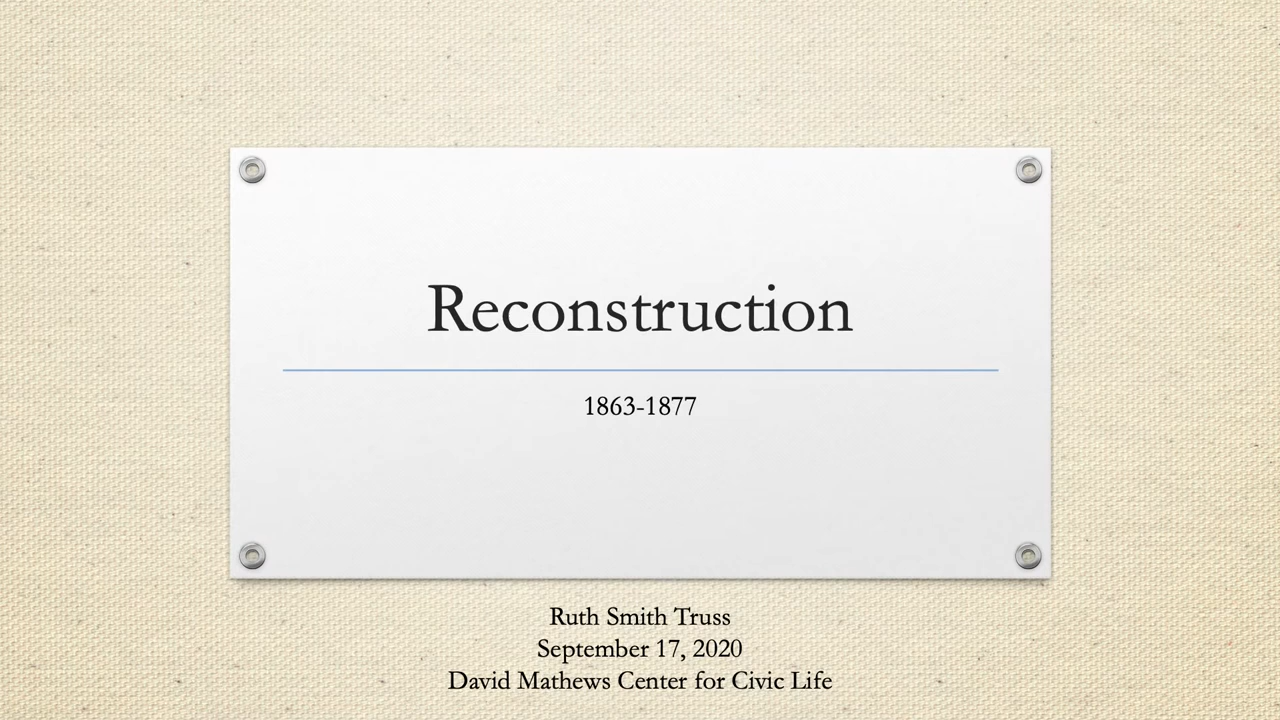 Reconstruction
1863-1877
Ruth Smith Truss
September 17, 2020
David Mathews Center for Civic Life